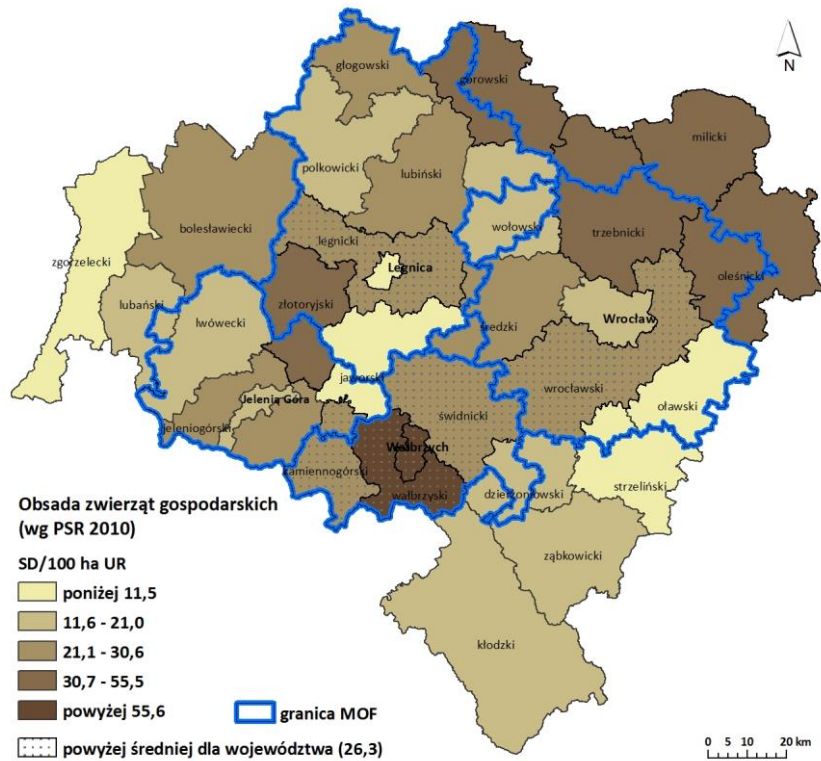 N
głogowski
górowski
milicki
polkowicki
lubiński
bolesławiecki
wołowski
trzebnicki
legnicki
zgorzelecki
Legnica
oleśnicki
lubański
złotoryjski
lwówecki
średzki
Wrocław
jaworski
wrocławski
oławski
Jelenia Góra
świdnicki
jeleniogórski
Wałbrzych
kamiennogórski
strzeliński
wałbrzyski
dzierżoniowski
ząbkowicki
kłodzki
Obsada zwierząt gospodarskich
(wg PSR 2010)
SD/100 ha UR
poniżej 11,5
11,6 - 21,0
21,1 - 30,6
30,7 - 55,5
powyżej 55,6
granica MOF
powyżej średniej dla województwa (26,3)
0 5 10 20 km